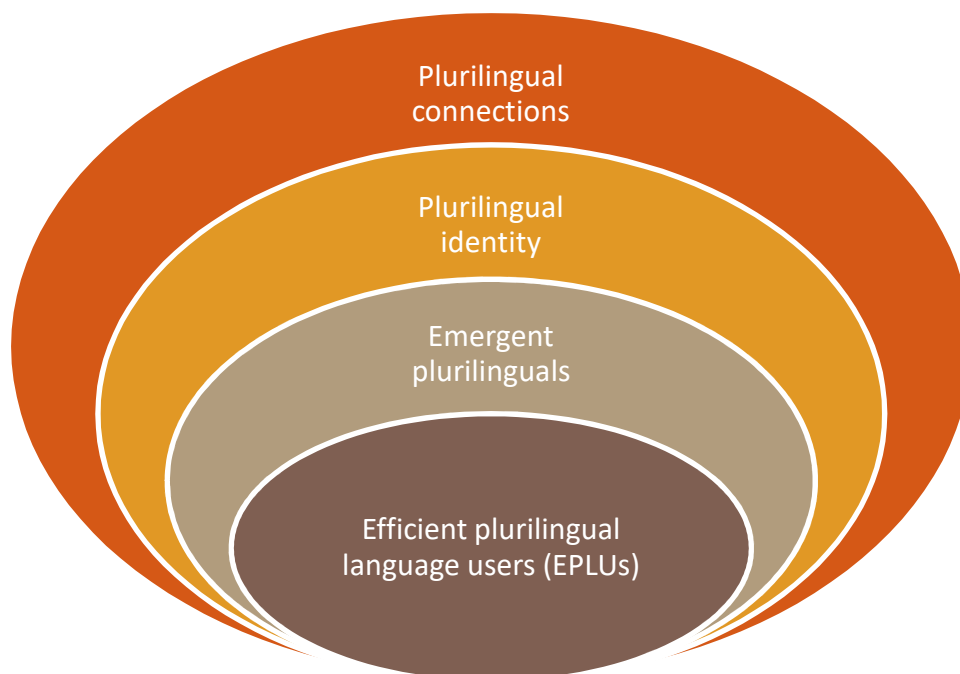 Plurilingual
connections
Plurilingual
identity
Emergent
plurilinguals
Efficient plurilingual
language users (EPLUs)